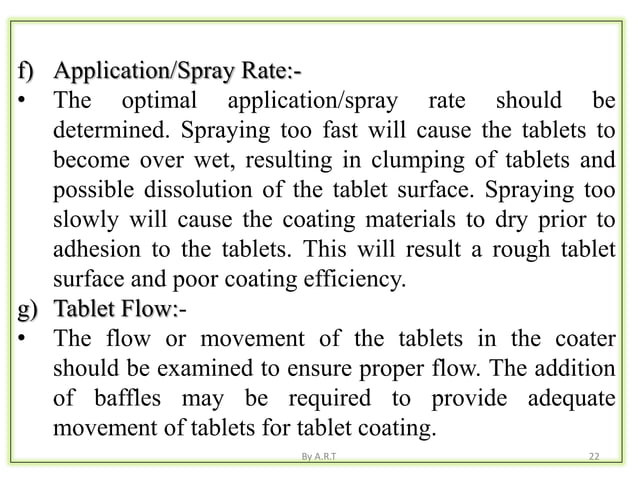 f) Application/Spray Rate:-
• The optimal application/spray rate should be
determined. Spraying too fast will cause the tablets to
become over wet, resulting in clumping of tablets and
possible dissolution of the tablet surface. Spraying too
slowly will cause the coating materials to dry prior to
adhesion to the tablets. This will result a rough tablet
surface and poor coating efficiency.
g) Tablet Flow:-
• The flow or movement of the tablets in the coater
should be examined to ensure proper flow. The addition
of baffles may be required to provide adequate
movement of tablets for tablet coating.
By A.R.T 22